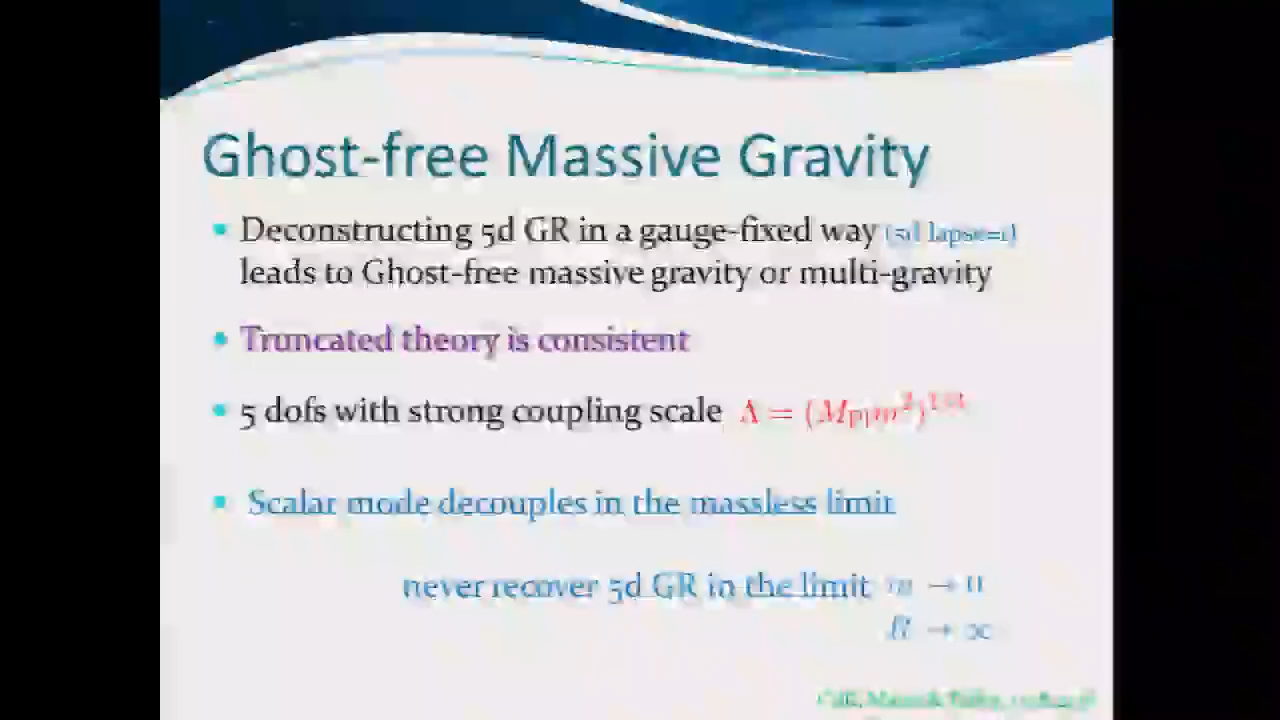 Ghost-free Massive Gravity
• Deconstructing 5d GR in a gauge-fixed way (5d lapse=1)
leads to Ghost-free massive gravity or multi-gravity
• Truncated theory is consistent
• 5 dofs with strong coupling scale Λ = (M_Pl m²)^{1/3}
• Scalar mode decouples in the massless limit
never recover 5d GR in the limit m → 0
R → ∞